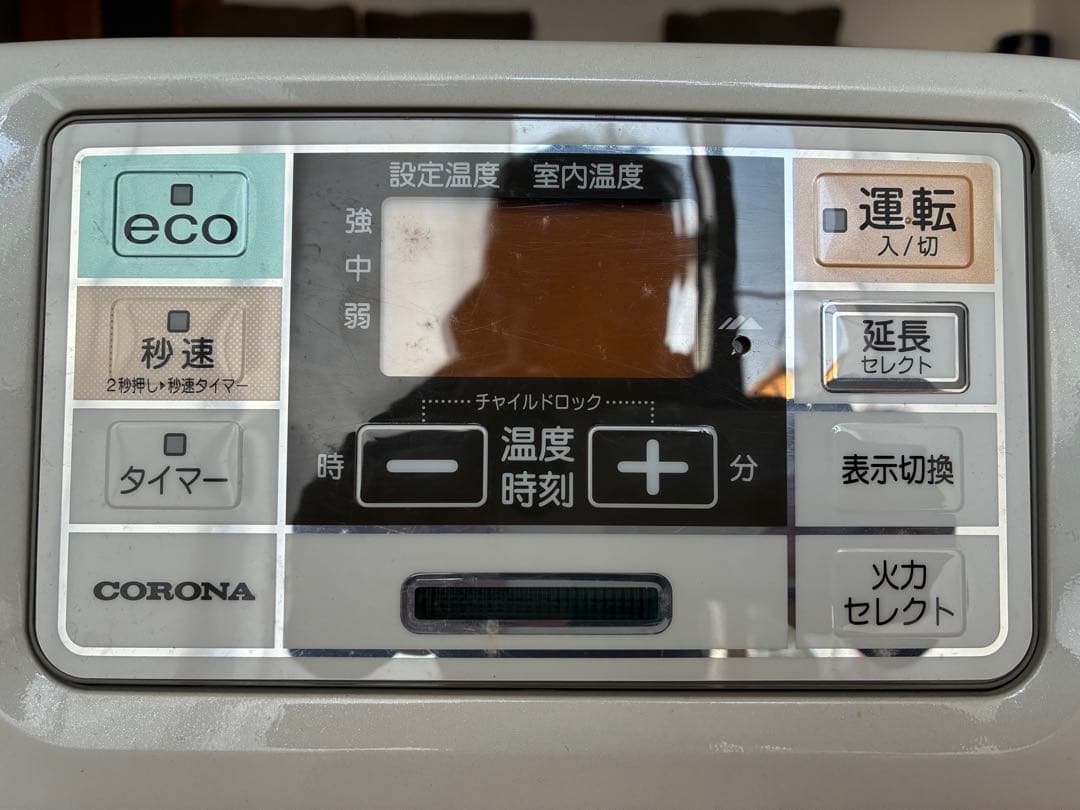 eco
秒速
2秒押し▶秒速タイマー
タイマー
CORONA
設定温度 室内温度
強
中
弱
チャイルドロック
時 － 温度 ＋ 分
時刻
運転
入/切
延長
セレクト
表示切換
火力
セレクト